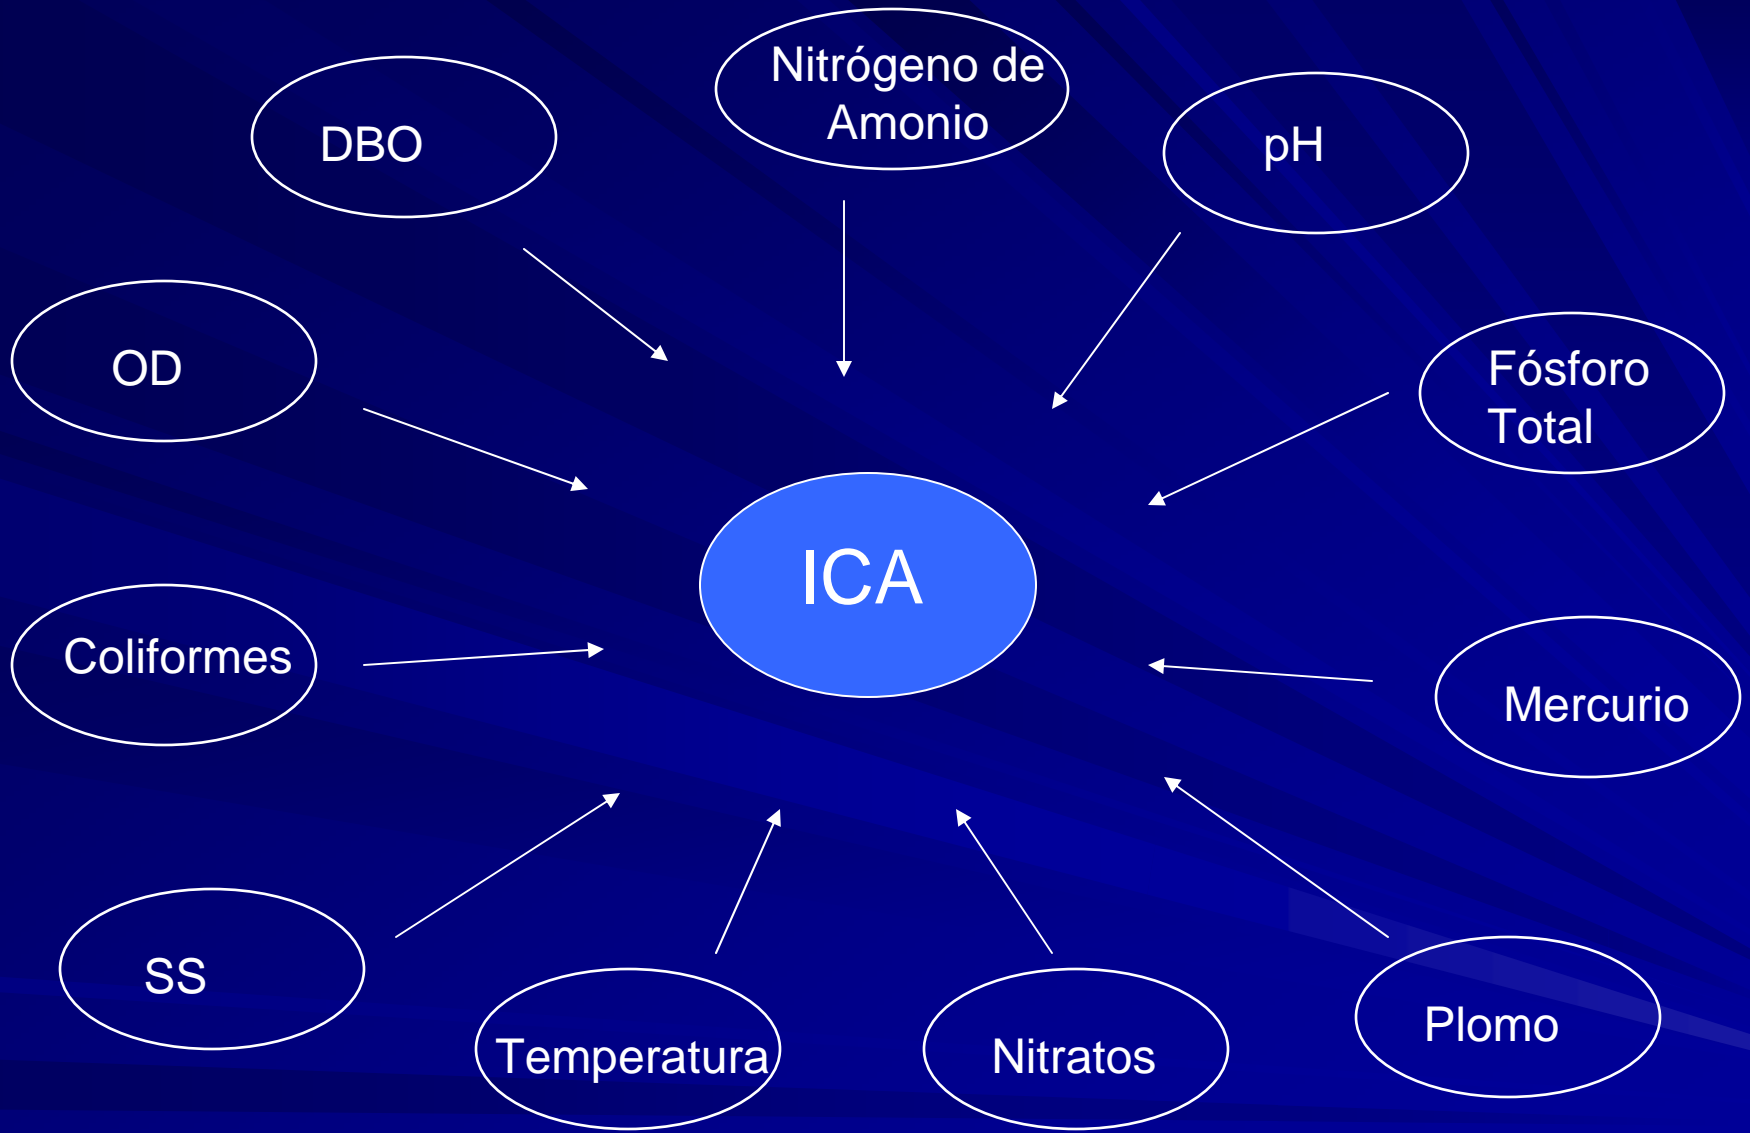 Nitrógeno de
Amonio
DBO
pH
OD
Fósforo
Total
ICA
Coliformes
Mercurio
SS
Plomo
Temperatura
Nitratos